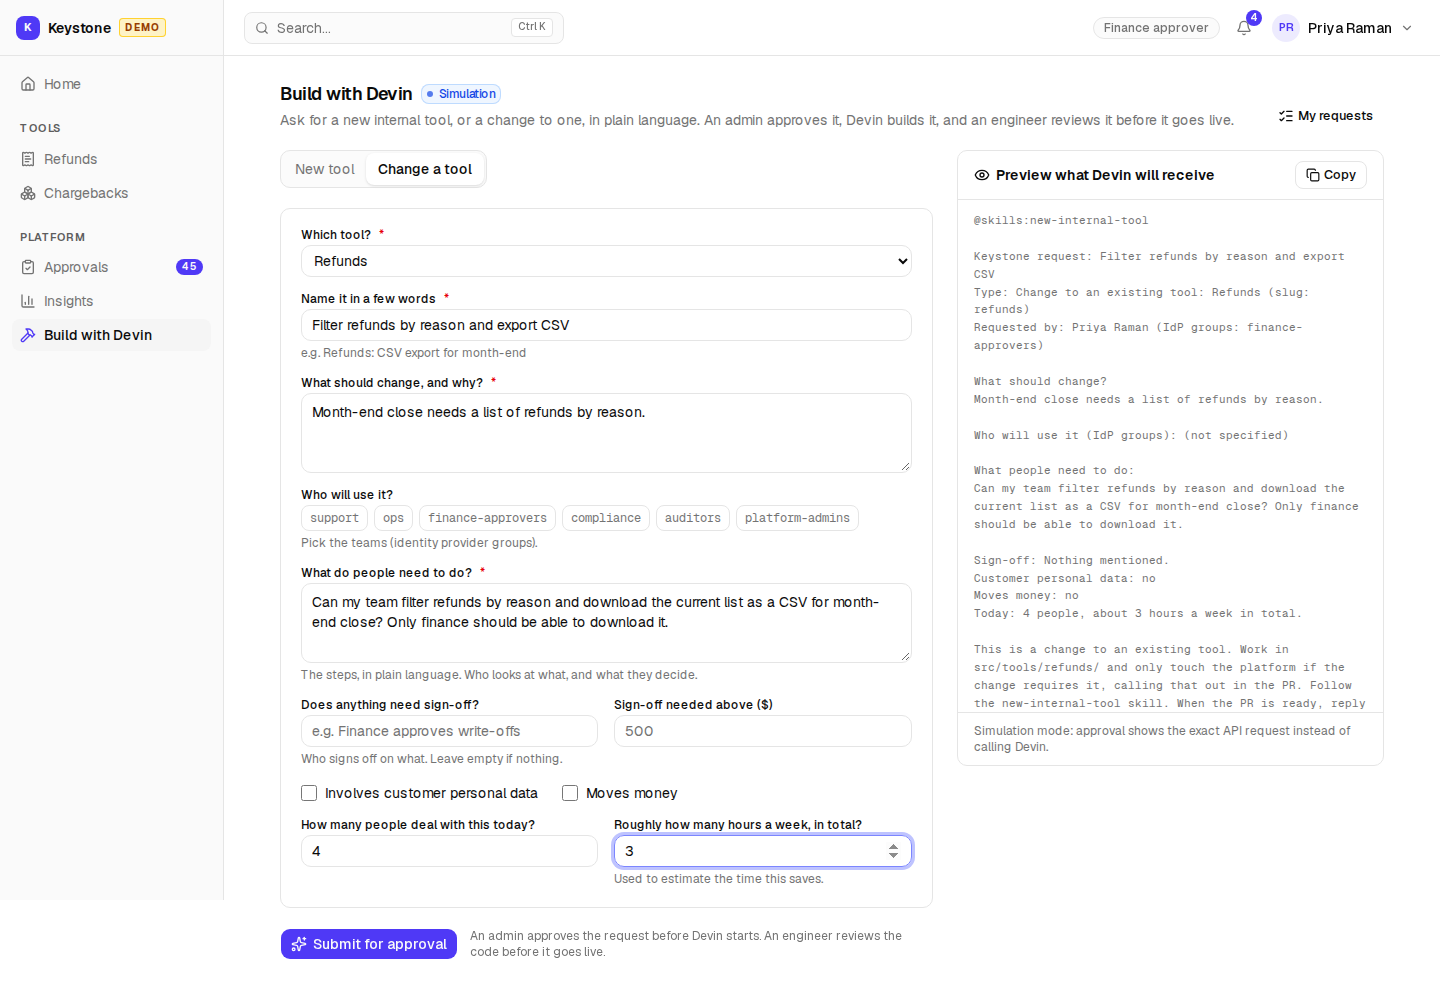 K Keystone DEMO
Search... Ctrl K
Finance approver
4
PR Priya Raman
Home
TOOLS
Refunds
Chargebacks
PLATFORM
Approvals 45
Insights
Build with Devin
Build with Devin Simulation
Ask for a new internal tool, or a change to one, in plain language. An admin approves it, Devin builds it, and an engineer reviews it before it goes live.
My requests
New tool Change a tool
Which tool? *
Refunds
Name it in a few words *
Filter refunds by reason and export CSV
e.g. Refunds: CSV export for month-end
What should change, and why? *
Month-end close needs a list of refunds by reason.
Who will use it?
support ops finance-approvers compliance auditors platform-admins
Pick the teams (identity provider groups).
What do people need to do? *
Can my team filter refunds by reason and download the current list as a CSV for month-
end close? Only finance should be able to download it.
The steps, in plain language. Who looks at what, and what they decide.
Does anything need sign-off? Sign-off needed above ($)
e.g. Finance approves write-offs 500
Who signs off on what. Leave empty if nothing.
Involves customer personal data Moves money
How many people deal with this today? Roughly how many hours a week, in total?
4 3
Used to estimate the time this saves.
Submit for approval
An admin approves the request before Devin starts. An engineer reviews the
code before it goes live.
Preview what Devin will receive Copy
@skills:new-internal-tool
Keystone request: Filter refunds by reason and export
CSV
Type: Change to an existing tool: Refunds (slug:
refunds)
Requested by: Priya Raman (IdP groups: finance-
approvers)
What should change?
Month-end close needs a list of refunds by reason.
Who will use it (IdP groups): (not specified)
What people need to do:
Can my team filter refunds by reason and download the
current list as a CSV for month-end close? Only finance
should be able to download it.
Sign-off: Nothing mentioned.
Customer personal data: no
Moves money: no
Today: 4 people, about 3 hours a week in total.
This is a change to an existing tool. Work in
src/tools/refunds/ and only touch the platform if the
change requires it, calling that out in the PR. Follow
the new-internal-tool skill. When the PR is ready, reply
Simulation mode: approval shows the exact API request instead of
calling Devin.